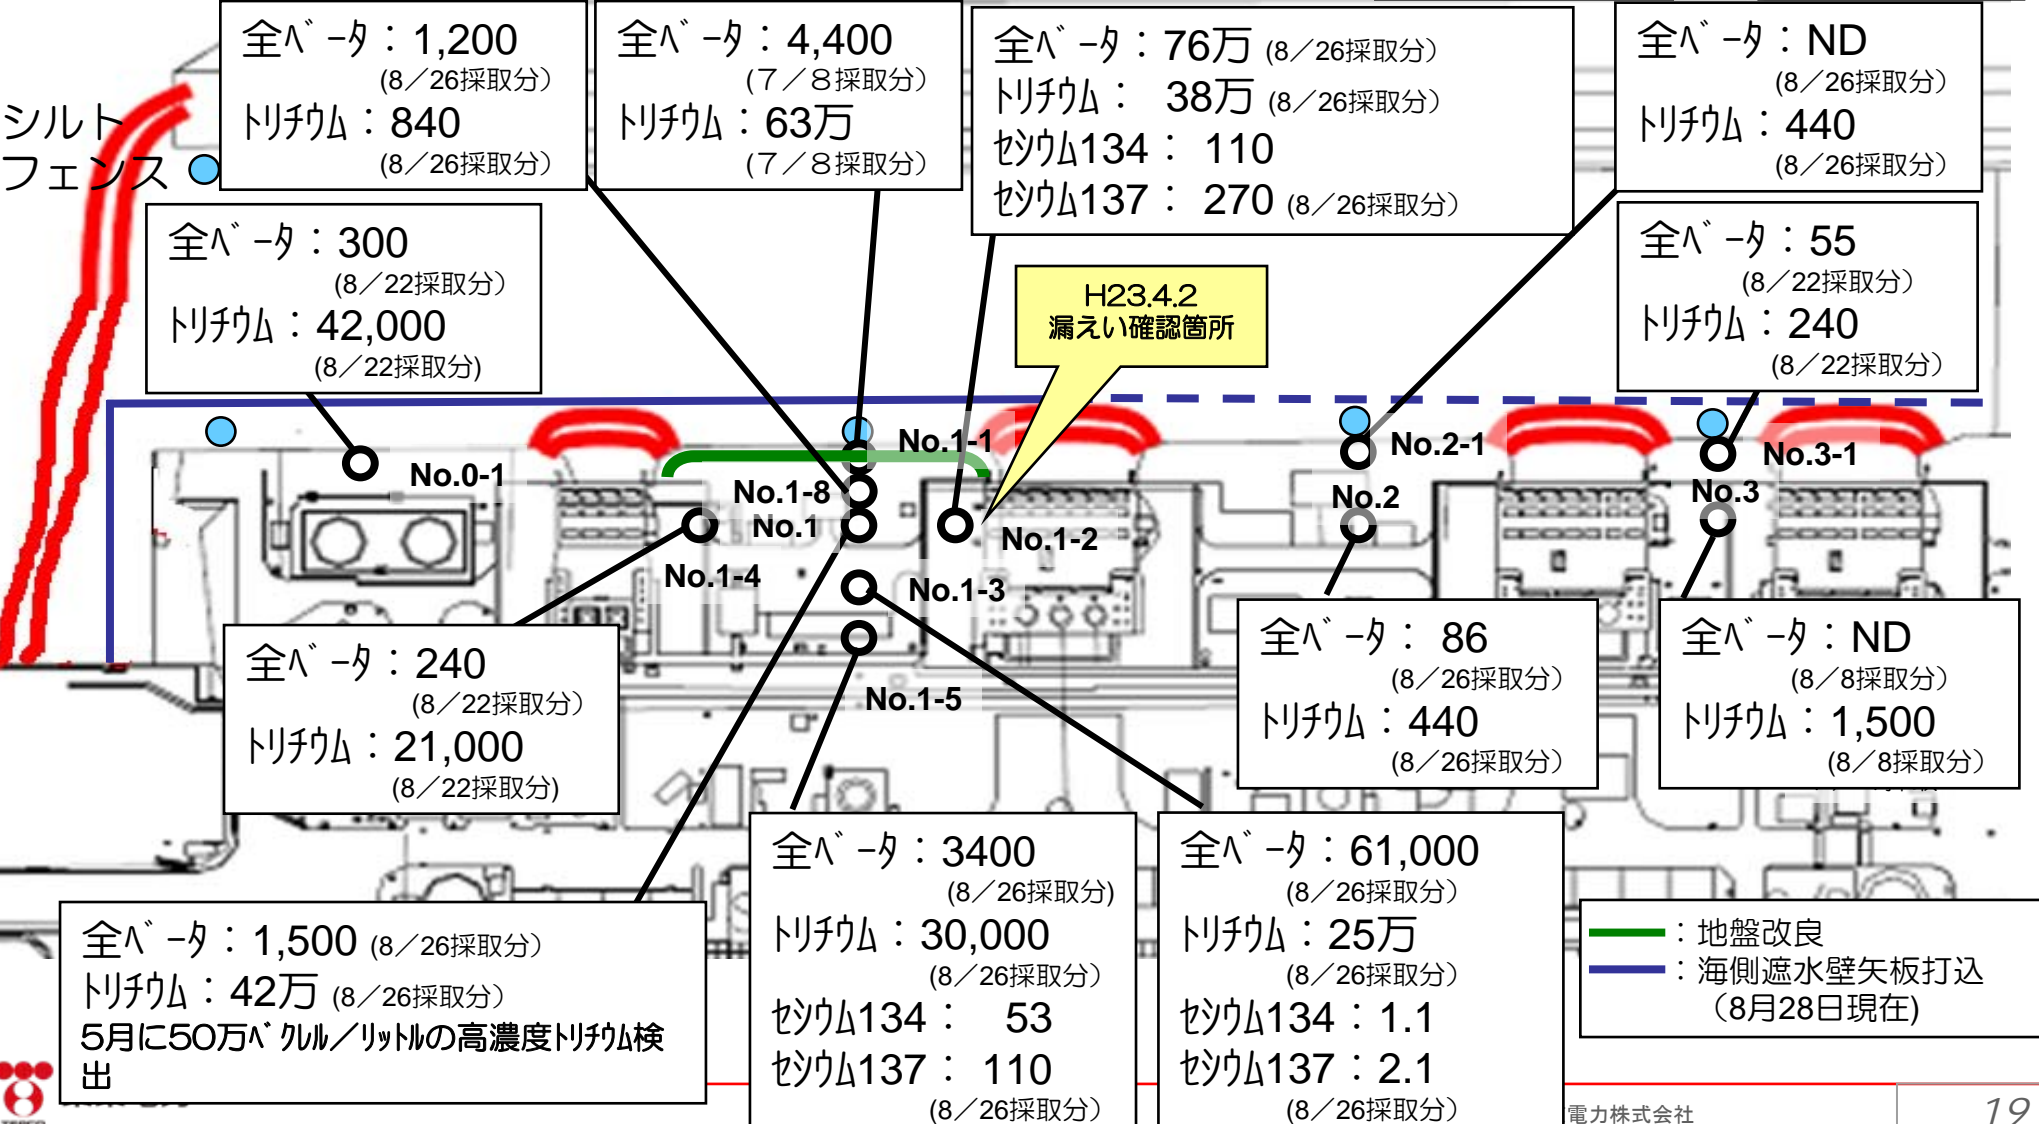 全ﾍﾞｰﾀ：1,200
(8／26採取分)
ﾄﾘﾁｳﾑ：840
(8／26採取分)
全ﾍﾞｰﾀ：4,400
(７／８採取分)
ﾄﾘﾁｳﾑ：63万
(７／８採取分)
全ﾍﾞｰﾀ：76万 (8／26採取分)
ﾄﾘﾁｳﾑ： 38万 (8／26採取分)
ｾｼｳﾑ134： 110
ｾｼｳﾑ137： 270 (8／26採取分)
全ﾍﾞｰﾀ：ND
(8／26採取分)
ﾄﾘﾁｳﾑ：440
(8／26採取分)
シルト
フェンス
全ﾍﾞｰﾀ：300
(8／22採取分)
ﾄﾘﾁｳﾑ：42,000
(8／22採取分)
H23.4.2
漏えい確認箇所
全ﾍﾞｰﾀ：55
(8／22採取分)
ﾄﾘﾁｳﾑ：240
(8／22採取分)
No.0-1
No.1-1
No.1-8
No.1
No.1-2
No.1-4
No.1-3
No.1-5
No.2-1
No.2
No.3-1
No.3
全ﾍﾞｰﾀ：240
(8／22採取分)
ﾄﾘﾁｳﾑ：21,000
(8／22採取分)
全ﾍﾞｰﾀ： 86
(8／26採取分)
ﾄﾘﾁｳﾑ：440
(8／26採取分)
全ﾍﾞｰﾀ：ND
(8／8採取分)
ﾄﾘﾁｳﾑ：1,500
(8／8採取分)
全ﾍﾞｰﾀ：1,500 (8／26採取分)
ﾄﾘﾁｳﾑ：42万 (8／26採取分)
５月に５０万ﾍﾞｸﾚﾙ／ﾘｯﾄﾙの高濃度ﾄﾘﾁｳﾑ検
出
全ﾍﾞｰﾀ：3400
(8／26採取分)
ﾄﾘﾁｳﾑ：30,000
(8／26採取分)
ｾｼｳﾑ134： 53
ｾｼｳﾑ137： 110
(8／26採取分)
全ﾍﾞｰﾀ：61,000
(8／26採取分)
ﾄﾘﾁｳﾑ：25万
(8／26採取分)
ｾｼｳﾑ134：1.1
ｾｼｳﾑ137：2.1
(8／26採取分)
：地盤改良
：海側遮水壁矢板打込
（8月28日現在)
電力株式会社
19